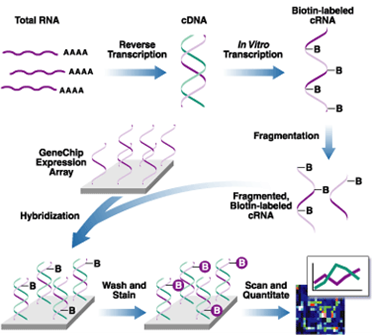 Total RNA
AAAA
AAAA
AAAA
Reverse
Transcription
cDNA
In Vitro
Transcription
Biotin-labeled
cRNA
B
B
B
B
Fragmentation
B
B
B
Fragmented,
Biotin-labeled
cRNA
GeneChip
Expression
Array
Hybridization
B
B
B
B
Wash and
Stain
B
B
B
B
Scan and
Quantitate